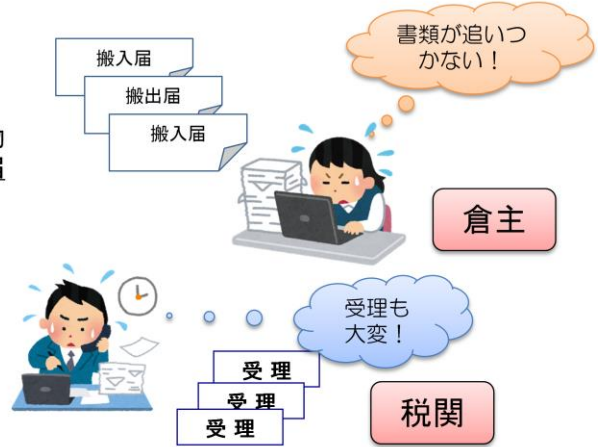 搬入届
搬出届
搬入届
書類が追いつ
かない！
倉主
受理も
大変！
受 理
受 理
受 理
税関